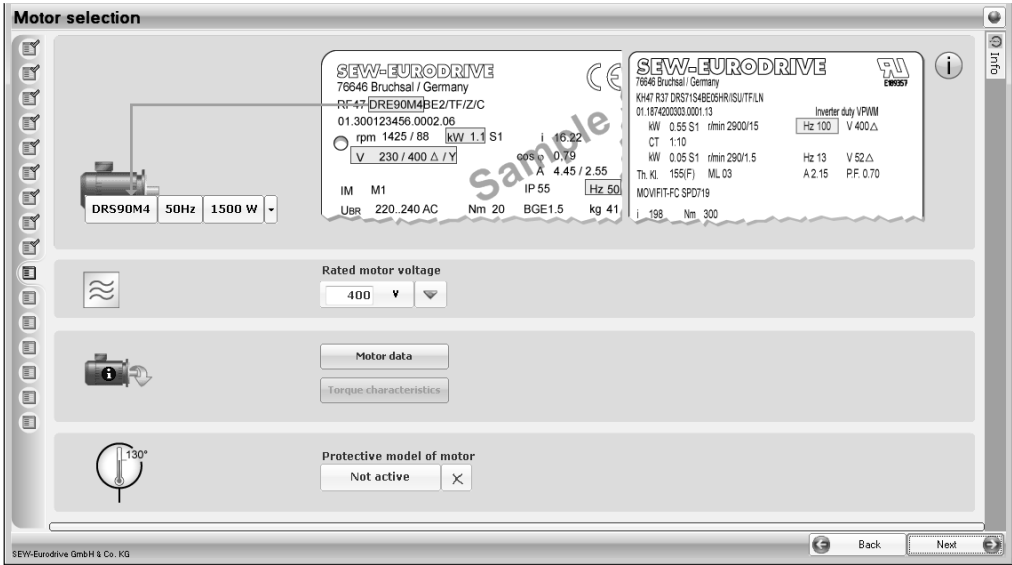 Motor selection
Info
SEW-EURODRIVE
76646 Bruchsal / Germany
RF47 DRE90M4BE2/TF/Z/C
01.300123456.0002.06
rpm 1425 / 88 kW 1.1 S1 i 16.22
V 230 / 400 Δ / Y cos φ 0,79
A 4.45 / 2.55
IM M1 IP 55 Hz 50
UBR 220..240 AC Nm 20 BGE1.5 kg 41
Sample
CE
SEW-EURODRIVE
76646 Bruchsal / Germany
E189357
KH47 R37 DRS71S4BE05HR/ISU/TF/LN
01.1874200303.0001.13 Inverter duty VPWM
kW 0.55 S1 r/min 2900/15 Hz 100 V 400 Δ
CT 1:10
kW 0.05 S1 r/min 290/1.5 Hz 13 V 52 Δ
Th. Kl. 155(F) ML 03 A 2.15 P.F. 0.70
MOVIFIT-FC SPD719
i 198 Nm 300
i
DRS90M4 50Hz 1500 W
Rated motor voltage
400 V
Motor data
Torque characteristics
130°
Protective model of motor
Not active
Back Next
SEW-Eurodrive GmbH & Co. KG